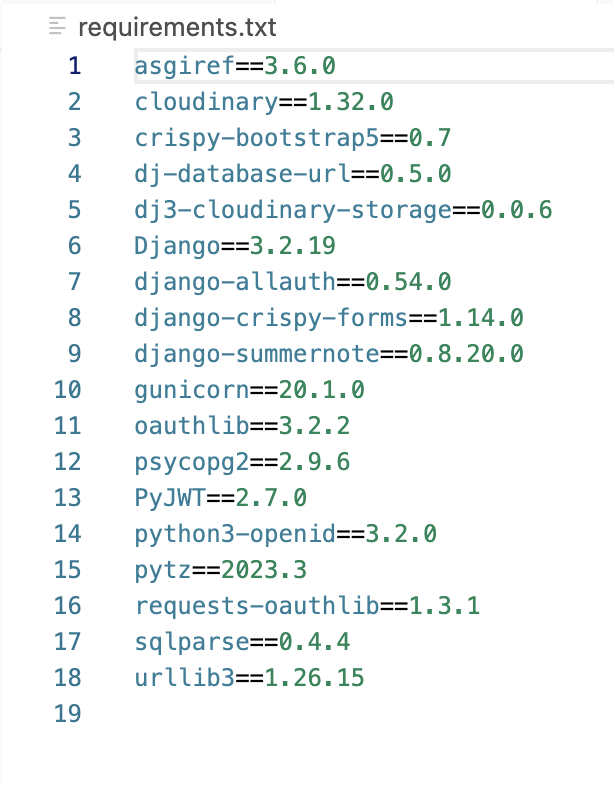 requirements.txt
1 asgiref==3.6.0
2 cloudinary==1.32.0
3 crispy-bootstrap5==0.7
4 dj-database-url==0.5.0
5 dj3-cloudinary-storage==0.0.6
6 Django==3.2.19
7 django-allauth==0.54.0
8 django-crispy-forms==1.14.0
9 django-summernote==0.8.20.0
10 gunicorn==20.1.0
11 oauthlib==3.2.2
12 psycopg2==2.9.6
13 PyJWT==2.7.0
14 python3-openid==3.2.0
15 pytz==2023.3
16 requests-oauthlib==1.3.1
17 sqlparse==0.4.4
18 urllib3==1.26.15
19